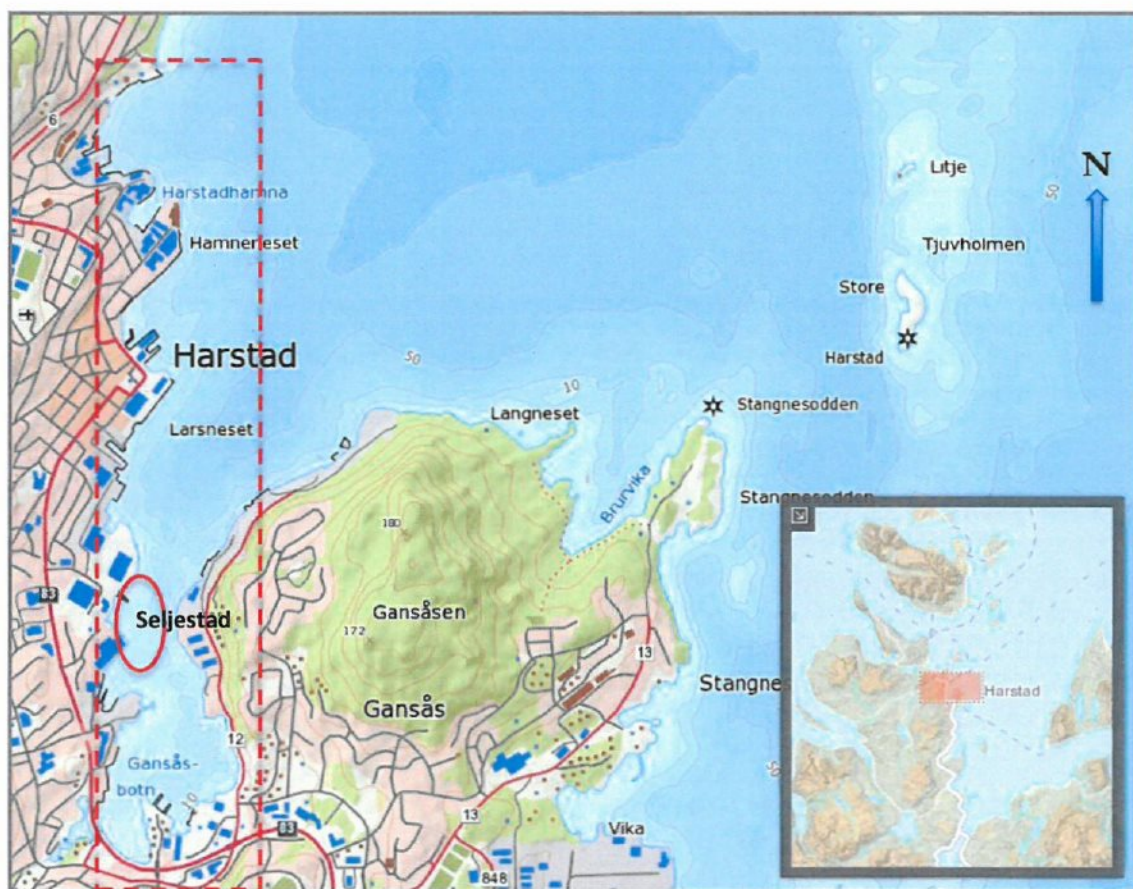 6
Harstadhamna
Hamneneset
Litje
N
50
Tjuvholmen
Store
Harstad
50
Harstad
10
Langneset
Stangnesodden
Larsneset
Brurvika
Stangnesodden
180
83
Seljestad
Gansåsen
172
13
Gansås
Stangnes
Harstad
12
Gansås-
botn
10
13
83
Vika
848